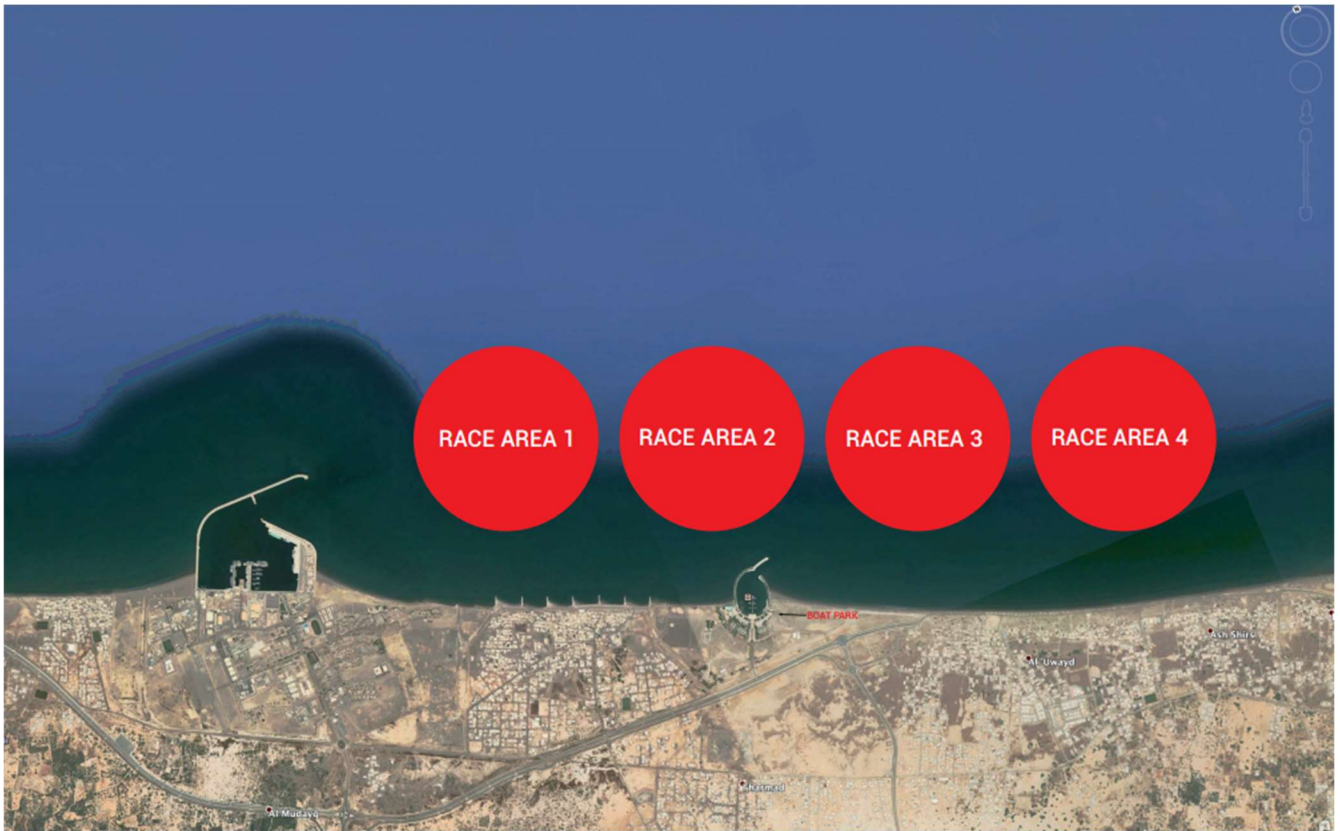 RACE AREA 1
RACE AREA 2
RACE AREA 3
RACE AREA 4
BOAT PARK
Ash Shirs
Al 'Uwayd
Sharmad
Al Mudayq